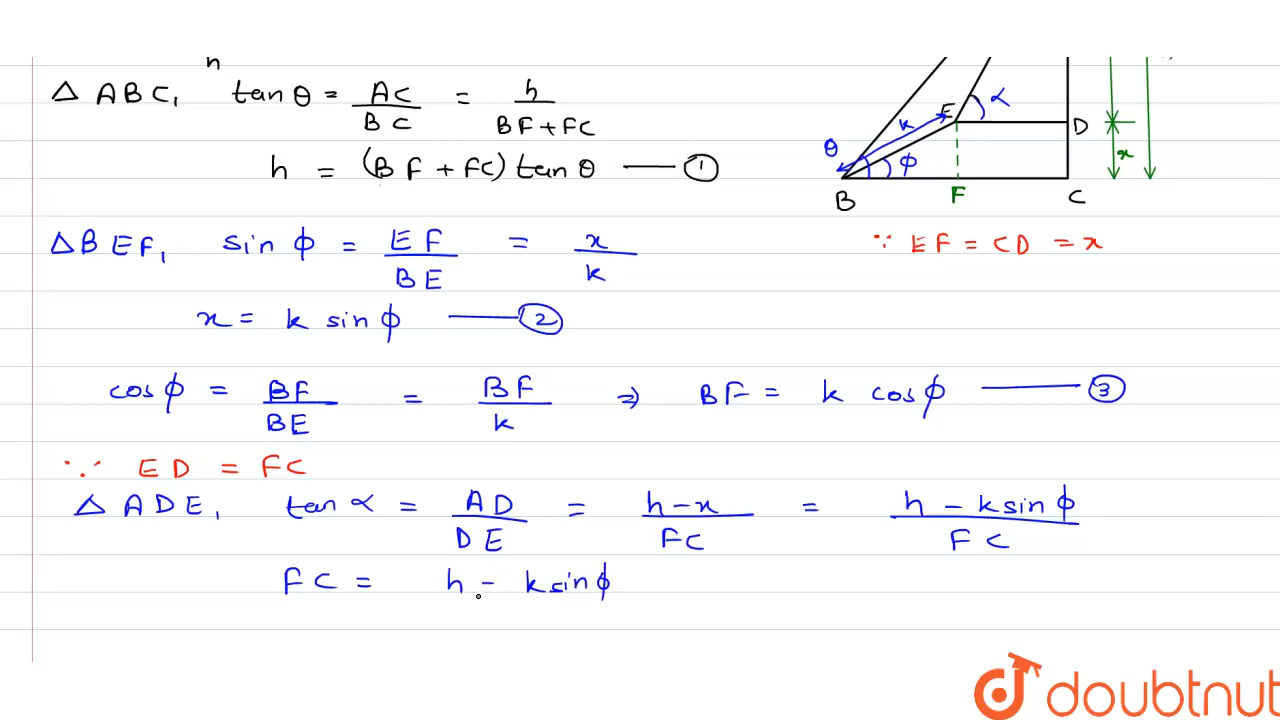 h
△ ABC, tan θ = AC/BC = h/(BF+FC)
h = (BF + FC) tan θ —— ①
△BEF, sin ϕ = EF/BE = x/k
x = k sin ϕ —— ②
cos ϕ = BF/BE = BF/k ⇒ BF = k cos ϕ —— ③
∵ ED = FC
△ ADE, tan α = AD/DE = h-x/FC = h - k sin ϕ/FC
FC = h - k sin ϕ
E α D
k
θ ϕ x
B F C
∵ EF = CD = x
doubtnut